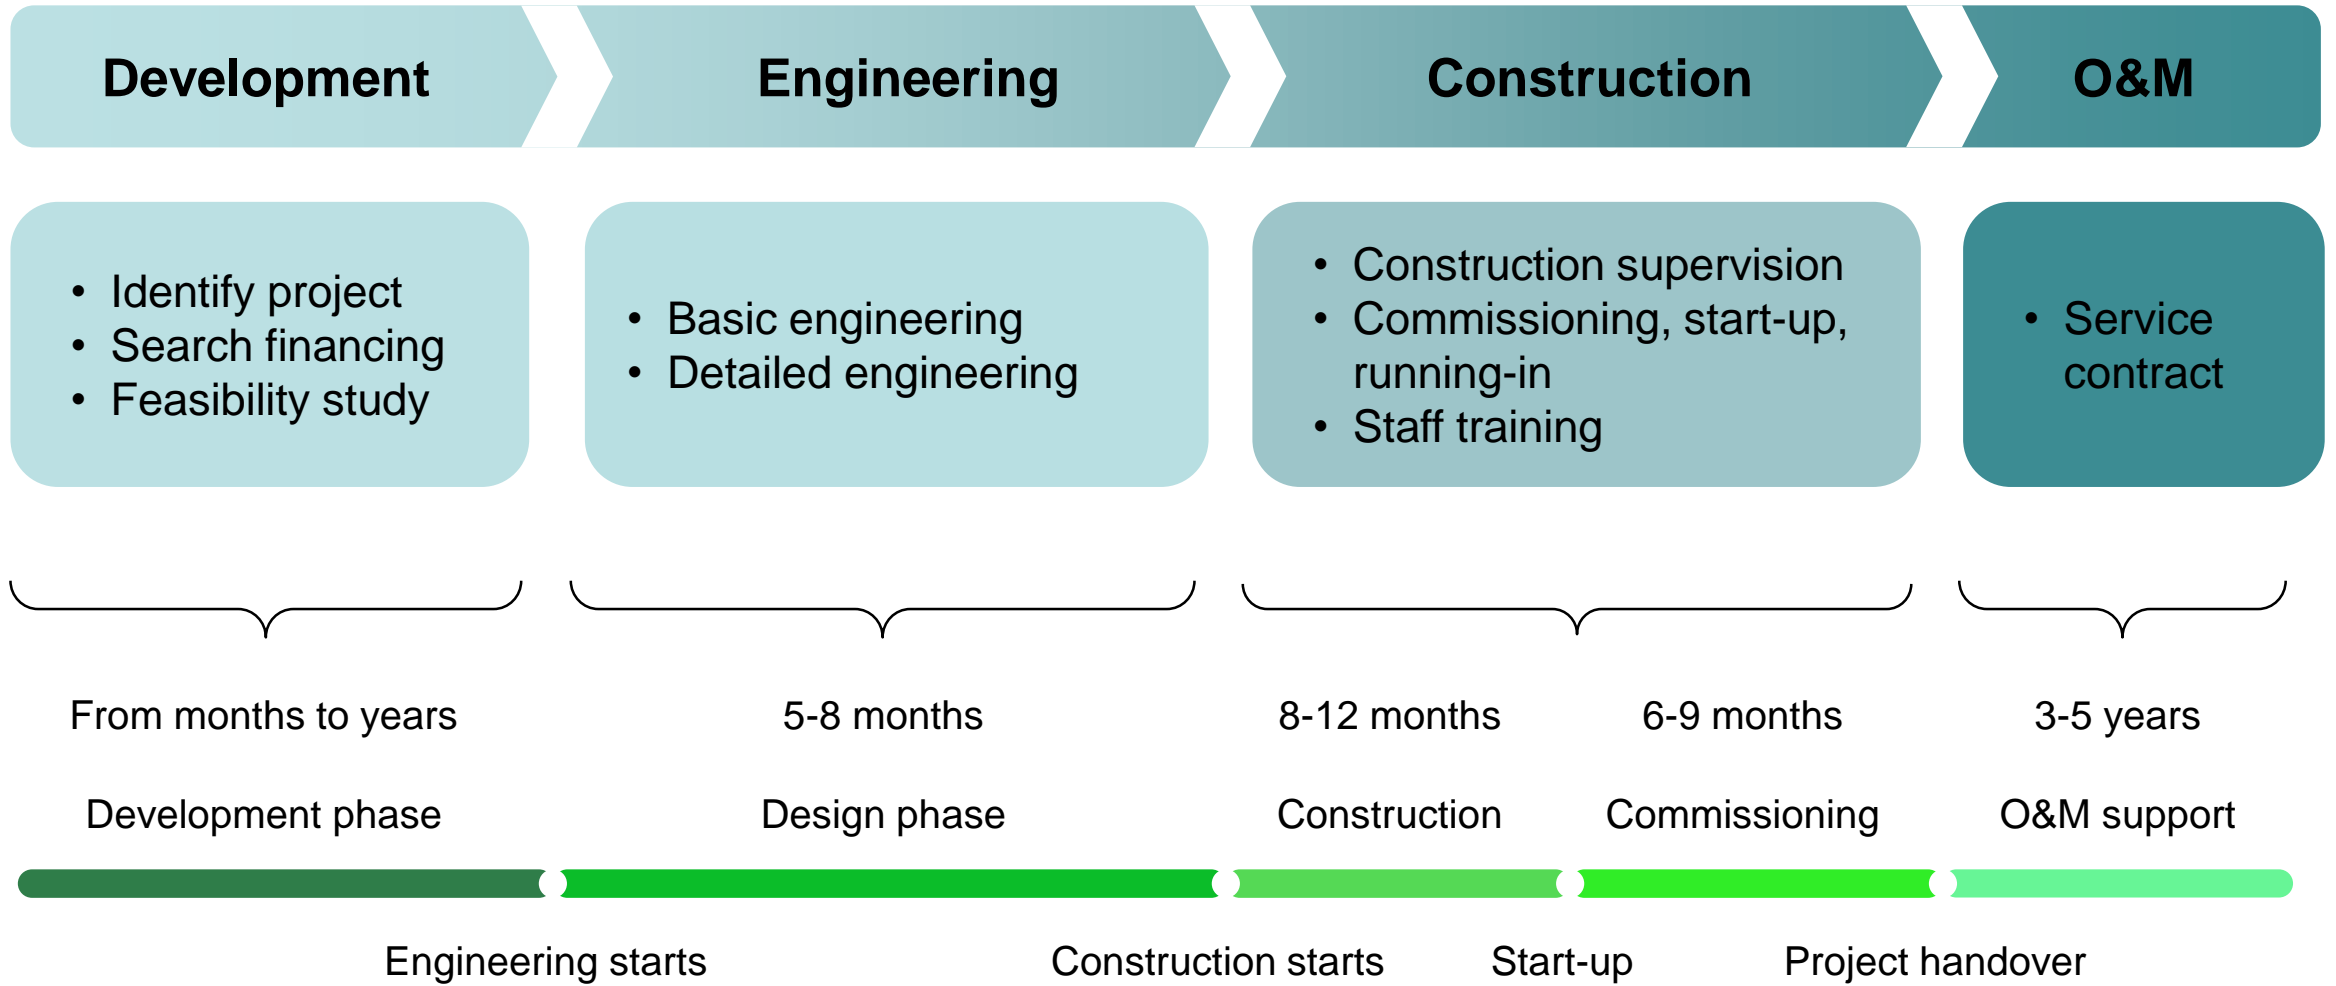 Development
Engineering
Construction
O&M
• Identify project
• Search financing
• Feasibility study
• Basic engineering
• Detailed engineering
• Construction supervision
• Commissioning, start-up,
running-in
• Staff training
• Service
contract
From months to years
5-8 months
8-12 months
6-9 months
3-5 years
Development phase
Design phase
Construction
Commissioning
O&M support
Engineering starts
Construction starts
Start-up
Project handover